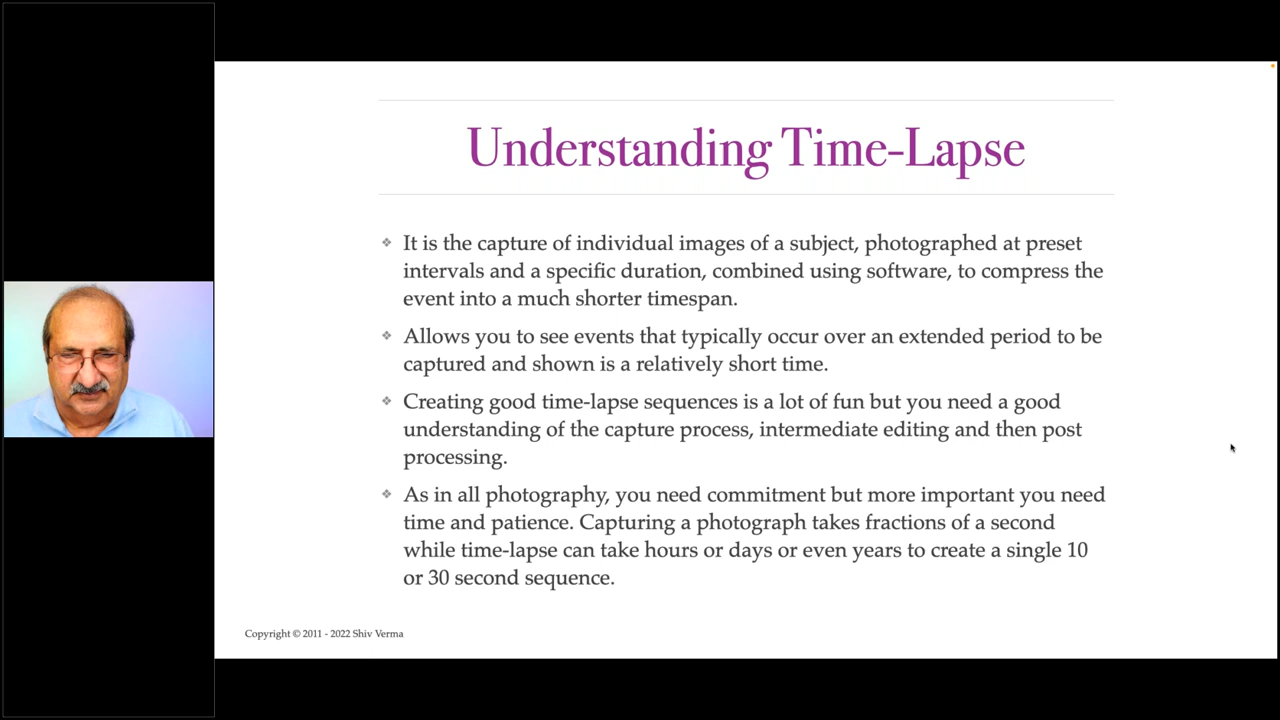 Understanding Time-Lapse
It is the capture of individual images of a subject, photographed at preset
intervals and a specific duration, combined using software, to compress the
event into a much shorter timespan.
Allows you to see events that typically occur over an extended period to be
captured and shown is a relatively short time.
Creating good time-lapse sequences is a lot of fun but you need a good
understanding of the capture process, intermediate editing and then post
processing.
As in all photography, you need commitment but more important you need
time and patience. Capturing a photograph takes fractions of a second
while time-lapse can take hours or days or even years to create a single 10
or 30 second sequence.
Copyright © 2011 - 2022 Shiv Verma